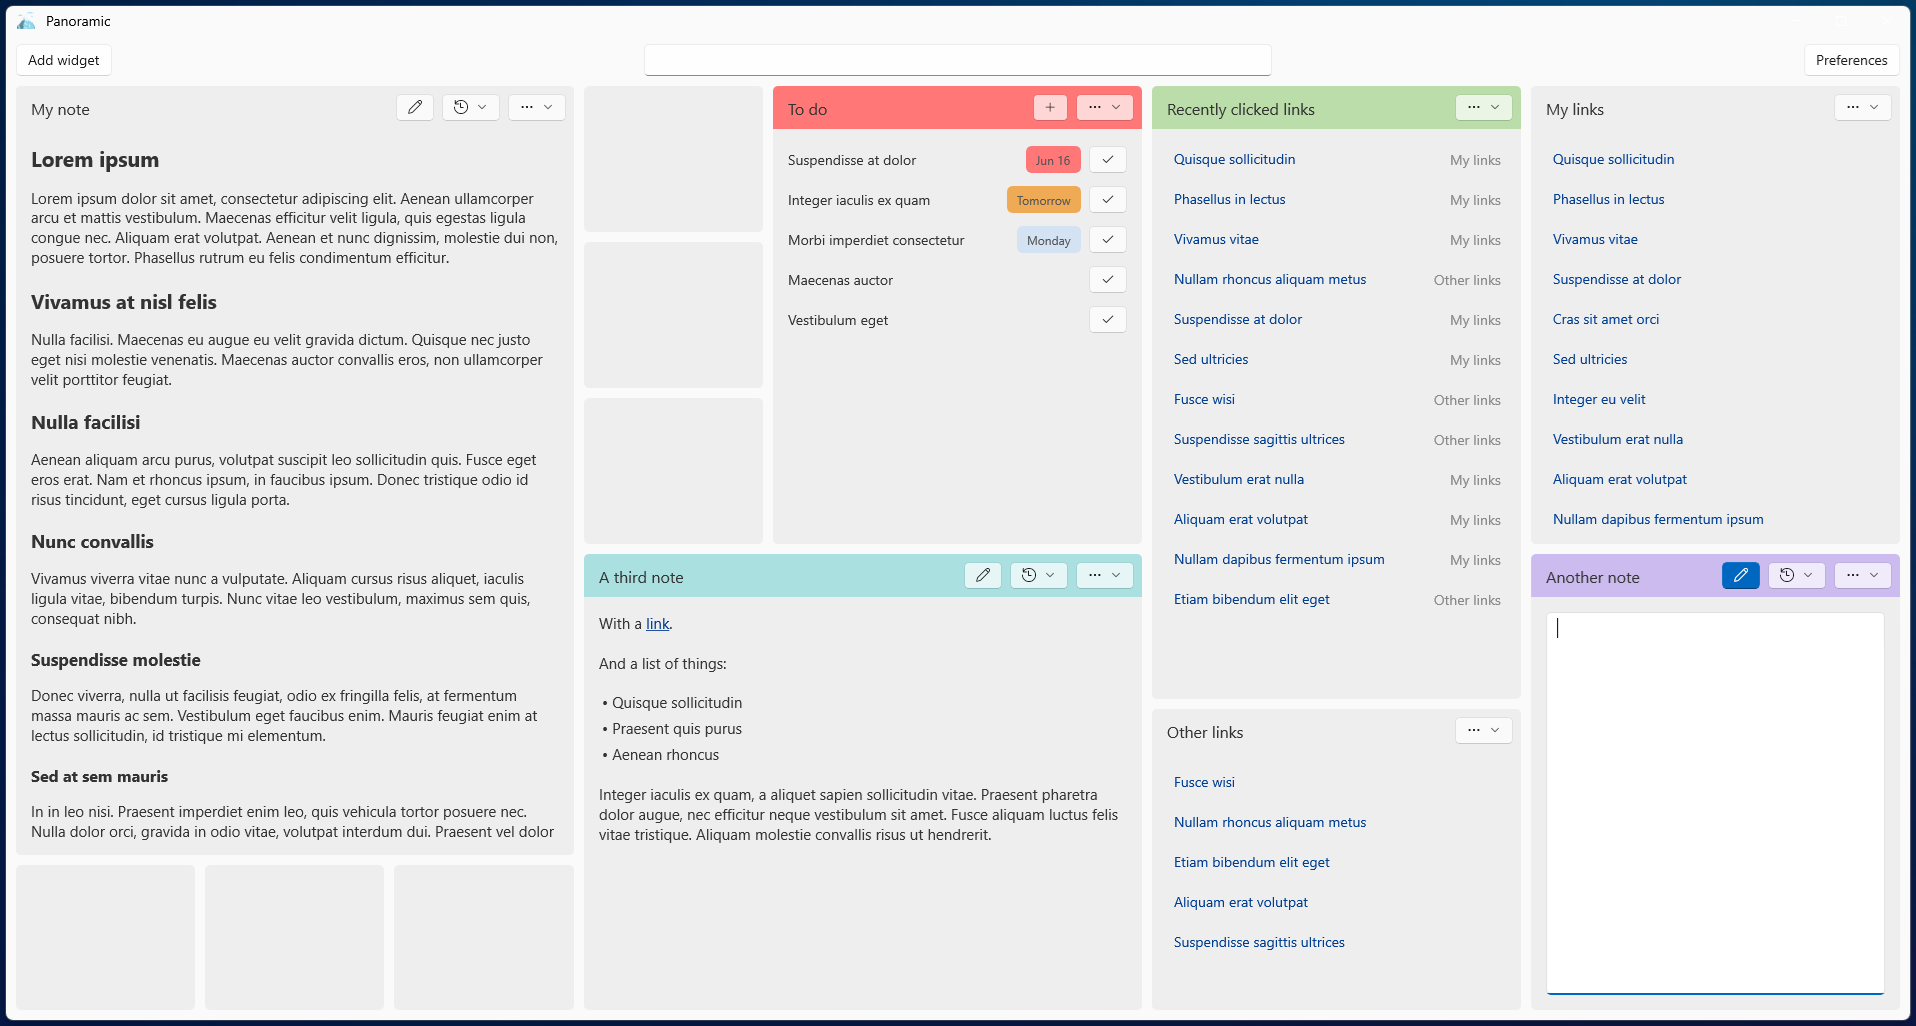 Panoramic
Add widget
Preferences
My note
Lorem ipsum
Lorem ipsum dolor sit amet, consectetur adipiscing elit. Aenean ullamcorper
arcu et mattis vestibulum. Maecenas efficitur velit ligula, quis egestas ligula
congue nec. Aliquam erat volutpat. Aenean et nunc dignissim, molestie dui non,
posuere tortor. Phasellus rutrum eu felis condimentum efficitur.
Vivamus at nisl felis
Nulla facilisi. Maecenas eu augue eu velit gravida dictum. Quisque nec justo
eget nisi molestie venenatis. Maecenas auctor convallis eros, non ullamcorper
velit porttitor feugiat.
Nulla facilisi
Aenean aliquam arcu purus, volutpat suscipit leo sollicitudin quis. Fusce eget
eros erat. Nam et rhoncus ipsum, in faucibus ipsum. Donec tristique odio id
risus tincidunt, eget cursus ligula porta.
Nunc convallis
Vivamus viverra vitae nunc a vulputate. Aliquam cursus risus aliquet, iaculis
ligula vitae, bibendum turpis. Nunc vitae leo vestibulum, maximus sem quis,
consequat nibh.
Suspendisse molestie
Donec viverra, nulla ut facilisis feugiat, odio ex fringilla felis, at fermentum
massa mauris ac sem. Vestibulum eget faucibus enim. Mauris feugiat enim at
lectus sollicitudin, id tristique mi elementum.
Sed at sem mauris
In in leo nisi. Praesent imperdiet enim leo, quis vehicula tortor posuere nec.
Nulla dolor orci, gravida in odio vitae, volutpat interdum dui. Praesent vel dolor
To do
Suspendisse at dolor Jun 16
Integer iaculis ex quam Tomorrow
Morbi imperdiet consectetur Monday
Maecenas auctor
Vestibulum eget
A third note
With a link.
And a list of things:
• Quisque sollicitudin
• Praesent quis purus
• Aenean rhoncus
Integer iaculis ex quam, a aliquet sapien sollicitudin vitae. Praesent pharetra
dolor augue, nec efficitur neque vestibulum sit amet. Fusce aliquam luctus felis
vitae tristique. Aliquam molestie convallis risus ut hendrerit.
Recently clicked links
Quisque sollicitudin My links
Phasellus in lectus My links
Vivamus vitae My links
Nullam rhoncus aliquam metus Other links
Suspendisse at dolor My links
Sed ultricies My links
Fusce wisi Other links
Suspendisse sagittis ultrices Other links
Vestibulum erat nulla My links
Aliquam erat volutpat My links
Nullam dapibus fermentum ipsum My links
Etiam bibendum elit eget Other links
Other links
Fusce wisi
Nullam rhoncus aliquam metus
Etiam bibendum elit eget
Aliquam erat volutpat
Suspendisse sagittis ultrices
My links
Quisque sollicitudin
Phasellus in lectus
Vivamus vitae
Suspendisse at dolor
Cras sit amet orci
Sed ultricies
Integer eu velit
Vestibulum erat nulla
Aliquam erat volutpat
Nullam dapibus fermentum ipsum
Another note